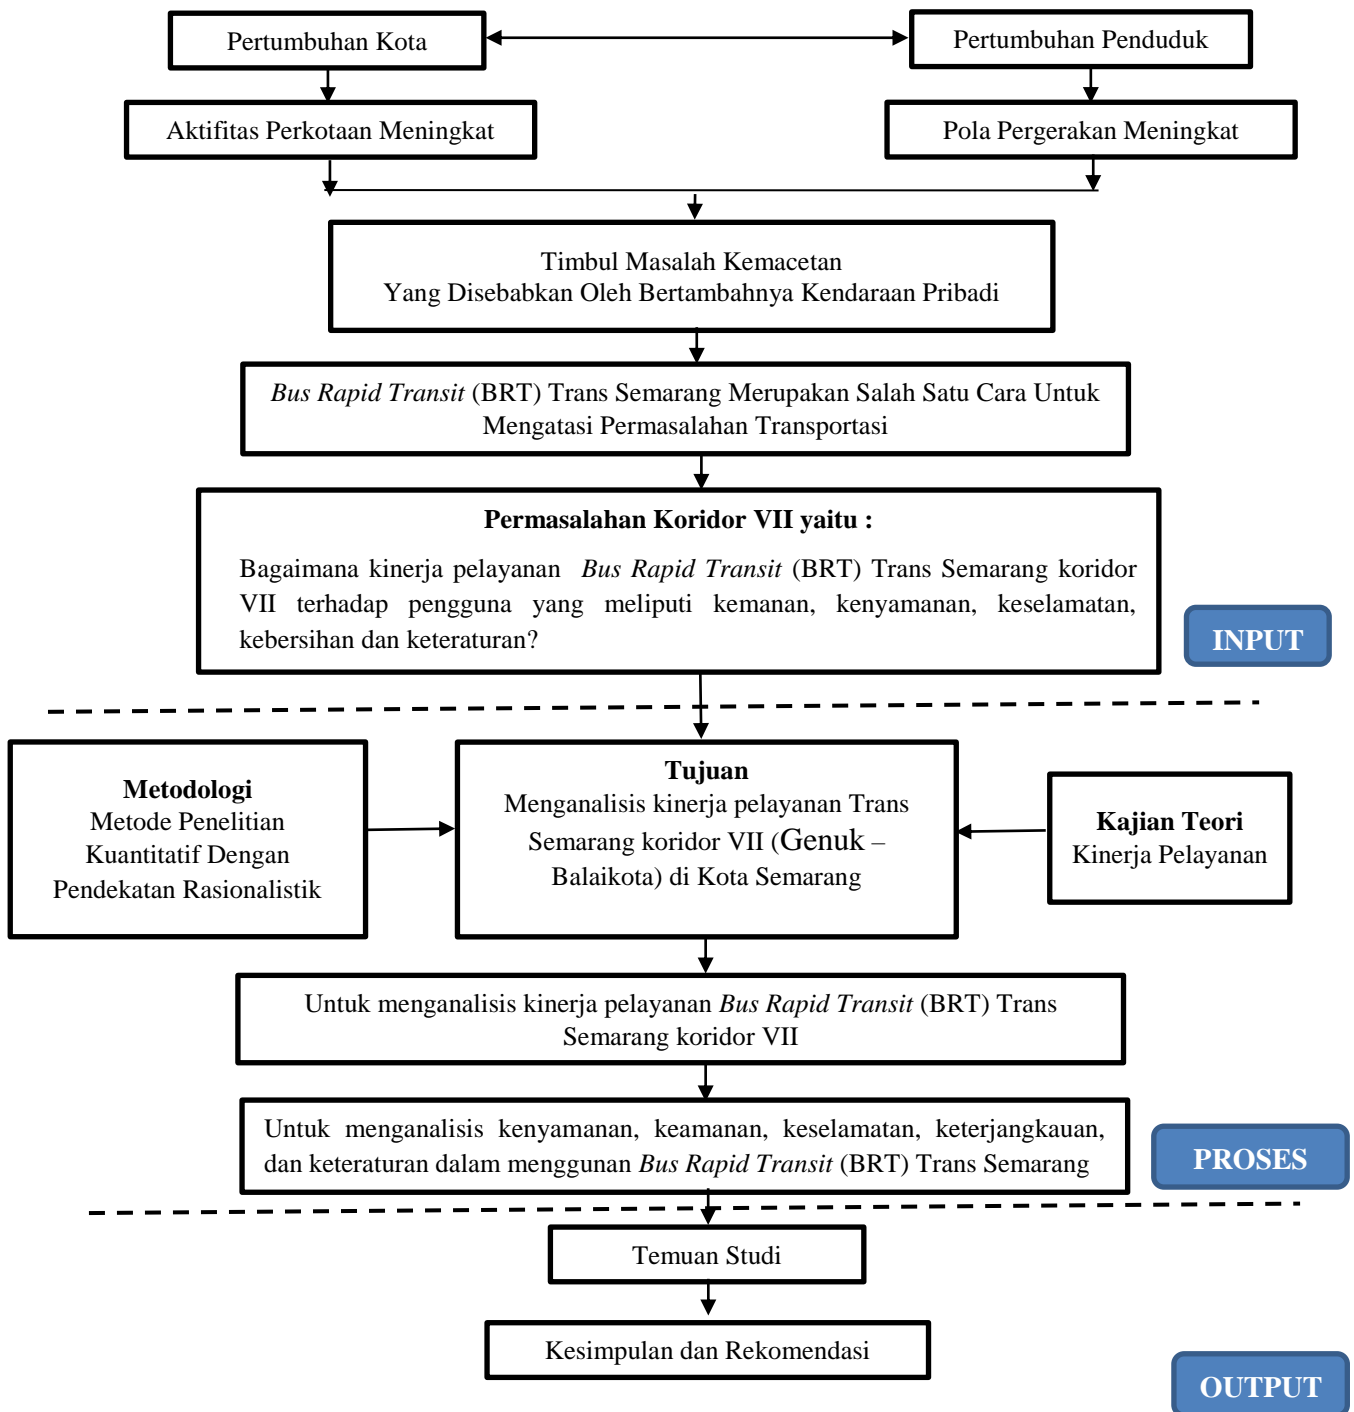 Pertumbuhan Kota
Pertumbuhan Penduduk
Aktifitas Perkotaan Meningkat
Pola Pergerakan Meningkat
Timbul Masalah Kemacetan
Yang Disebabkan Oleh Bertambahnya Kendaraan Pribadi
Bus Rapid Transit (BRT) Trans Semarang Merupakan Salah Satu Cara Untuk
Mengatasi Permasalahan Transportasi
Permasalahan Koridor VII yaitu :
Bagaimana kinerja pelayanan Bus Rapid Transit (BRT) Trans Semarang koridor
VII terhadap pengguna yang meliputi kemanan, kenyamanan, keselamatan,
kebersihan dan keteraturan?
INPUT
Metodologi
Metode Penelitian
Kuantitatif Dengan
Pendekatan Rasionalistik
Tujuan
Menganalisis kinerja pelayanan Trans
Semarang koridor VII (Genuk –
Balaikota) di Kota Semarang
Kajian Teori
Kinerja Pelayanan
Untuk menganalisis kinerja pelayanan Bus Rapid Transit (BRT) Trans
Semarang koridor VII
Untuk menganalisis kenyamanan, keamanan, keselamatan, keterjangkauan,
dan keteraturan dalam menggunan Bus Rapid Transit (BRT) Trans Semarang
PROSES
Temuan Studi
Kesimpulan dan Rekomendasi
OUTPUT